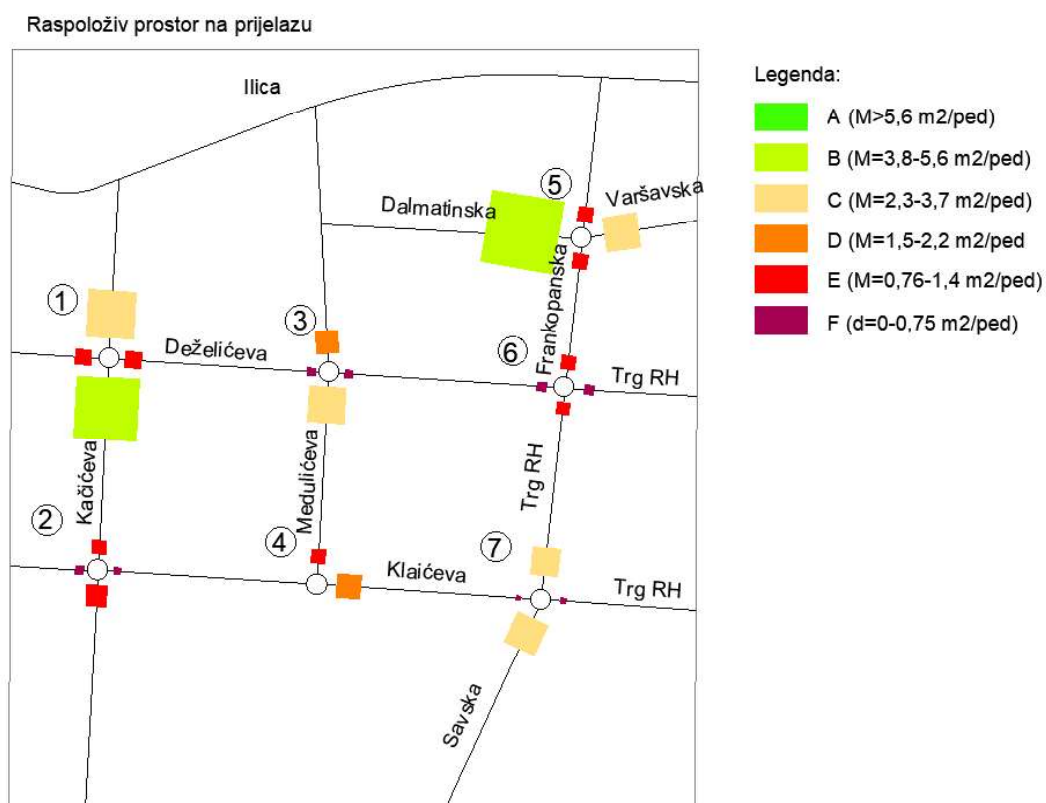 Raspoloživ prostor na prijelazu
Ilica
Legenda:
A (M>5,6 m2/ped)
B (M=3,8-5,6 m2/ped)
C (M=2,3-3,7 m2/ped)
D (M=1,5-2,2 m2/ped
E (M=0,76-1,4 m2/ped)
F (d=0-0,75 m2/ped)
5
Dalmatinska
Varšavska
Frankopanska
1
3
6
Deželićeva
Trg RH
Kačićeva
Medulićeva
Trg RH
2
4
7
Klaićeva
Trg RH
Savska